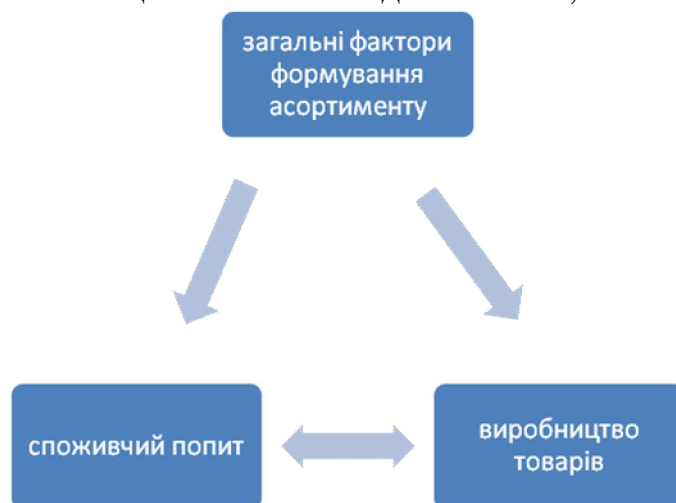 загальні фактори
формування
асортименту
споживчий попит
виробництво
товарів